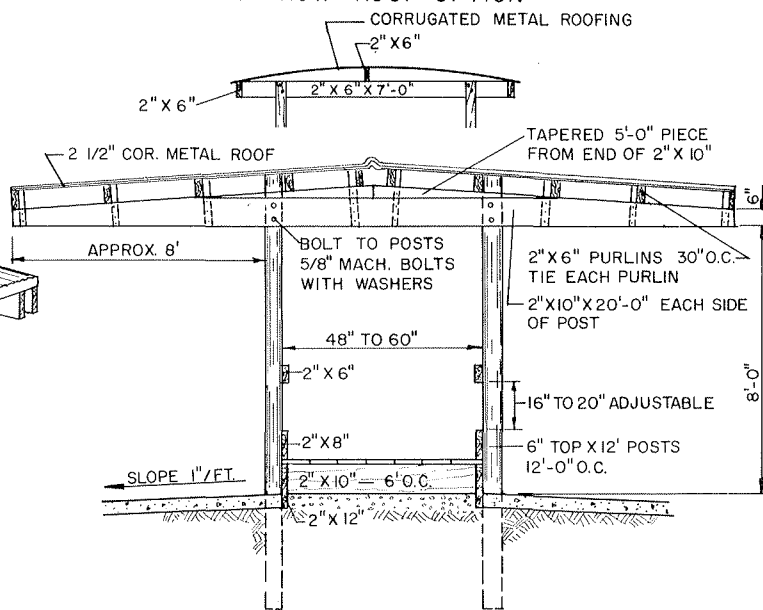 CORRUGATED METAL ROOFING
2"X6"
2"X6"
2"X 6"X 7'-0"
2 1/2" COR. METAL ROOF
TAPERED 5'-0" PIECE
FROM END OF 2"X 10"
6"
APPROX. 8'
BOLT TO POSTS
5/8" MACH. BOLTS
WITH WASHERS
2"X 6" PURLINS 30" O.C.
TIE EACH PURLIN
2"X10"X 20'-0" EACH SIDE
OF POST
48" TO 60"
2"X 6"
8'-0"
16" TO 20" ADJUSTABLE
2"X8"
6" TOP X 12' POSTS
12'-0" O.C.
SLOPE 1"/FT.
2"X 10"— 6' O.C.
2"X 12"